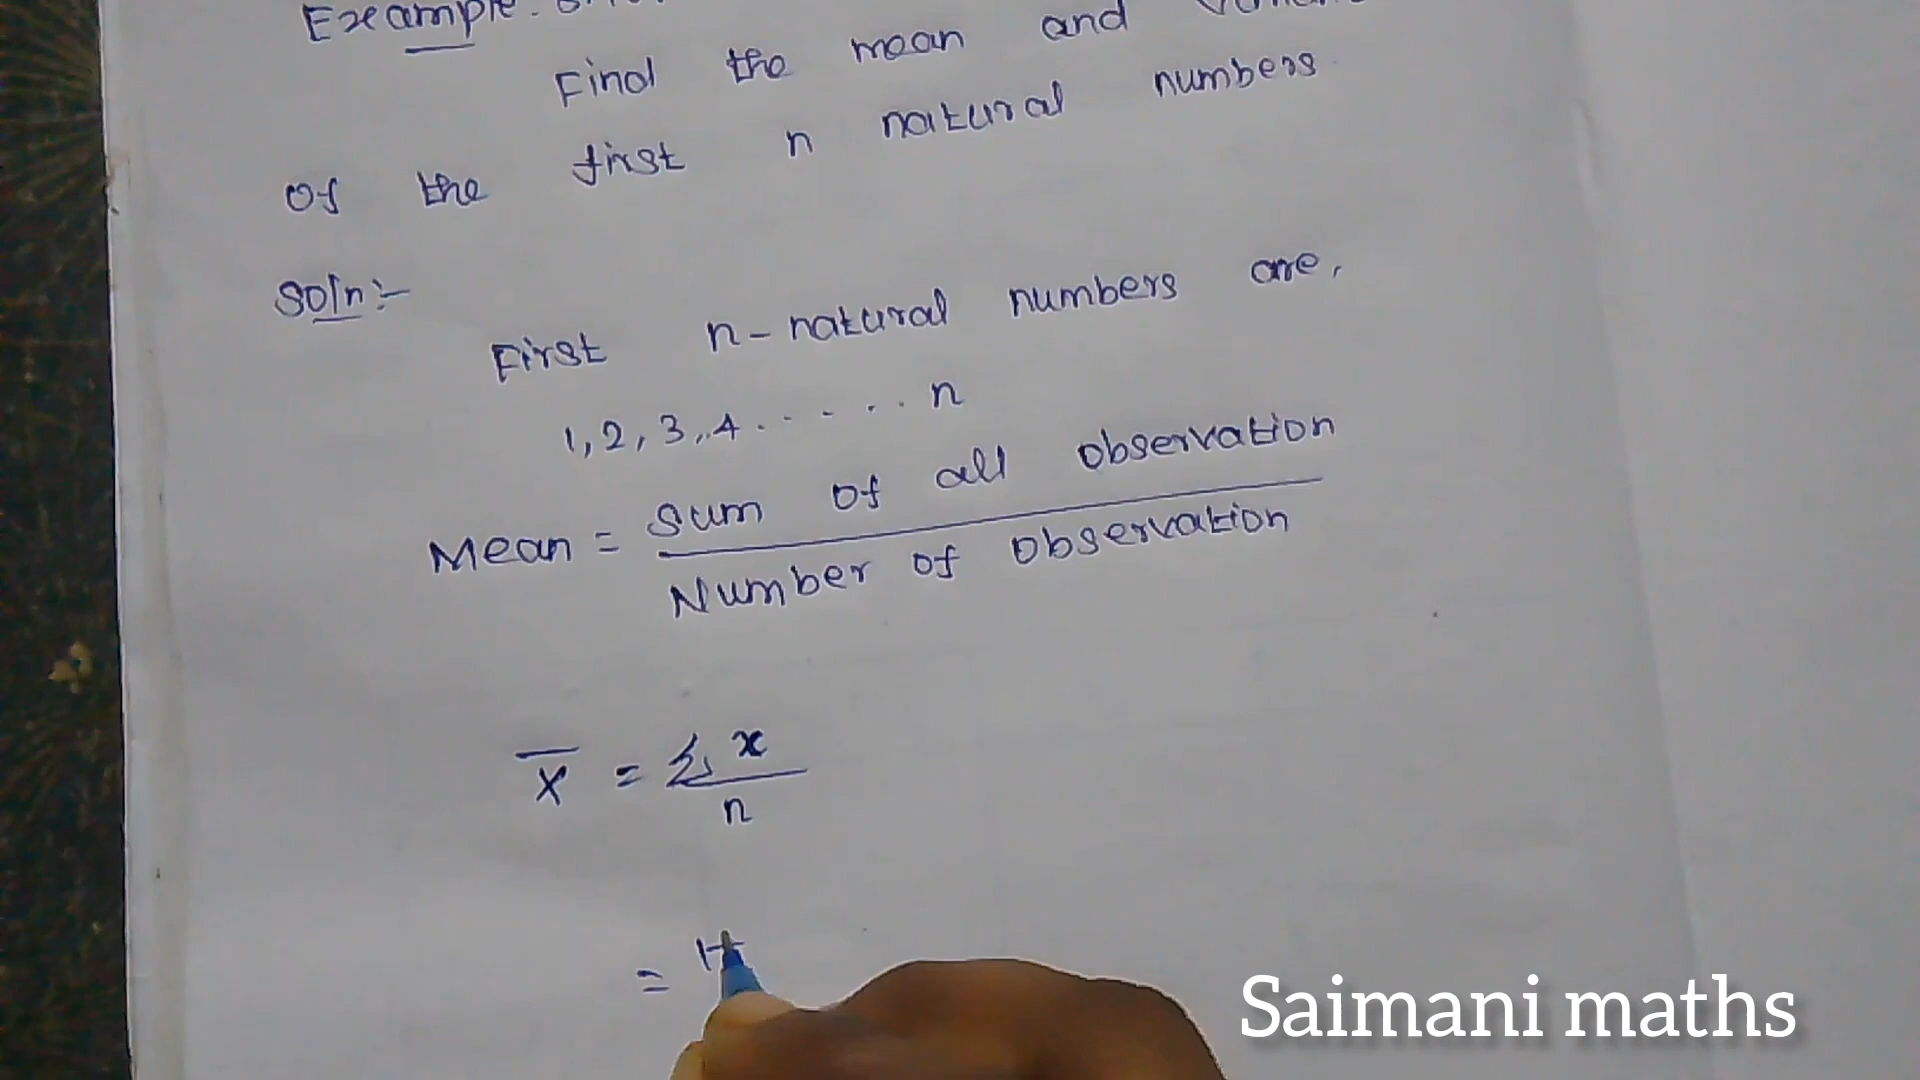 Example.
Find the mean and
of the first n natural numbers
Soln:-
First n-natural numbers are,
1, 2, 3, 4 . . . . . n
Mean = Sum of all observation
Number of observation
x̄ = Σx
n
= 1+
Saimani maths